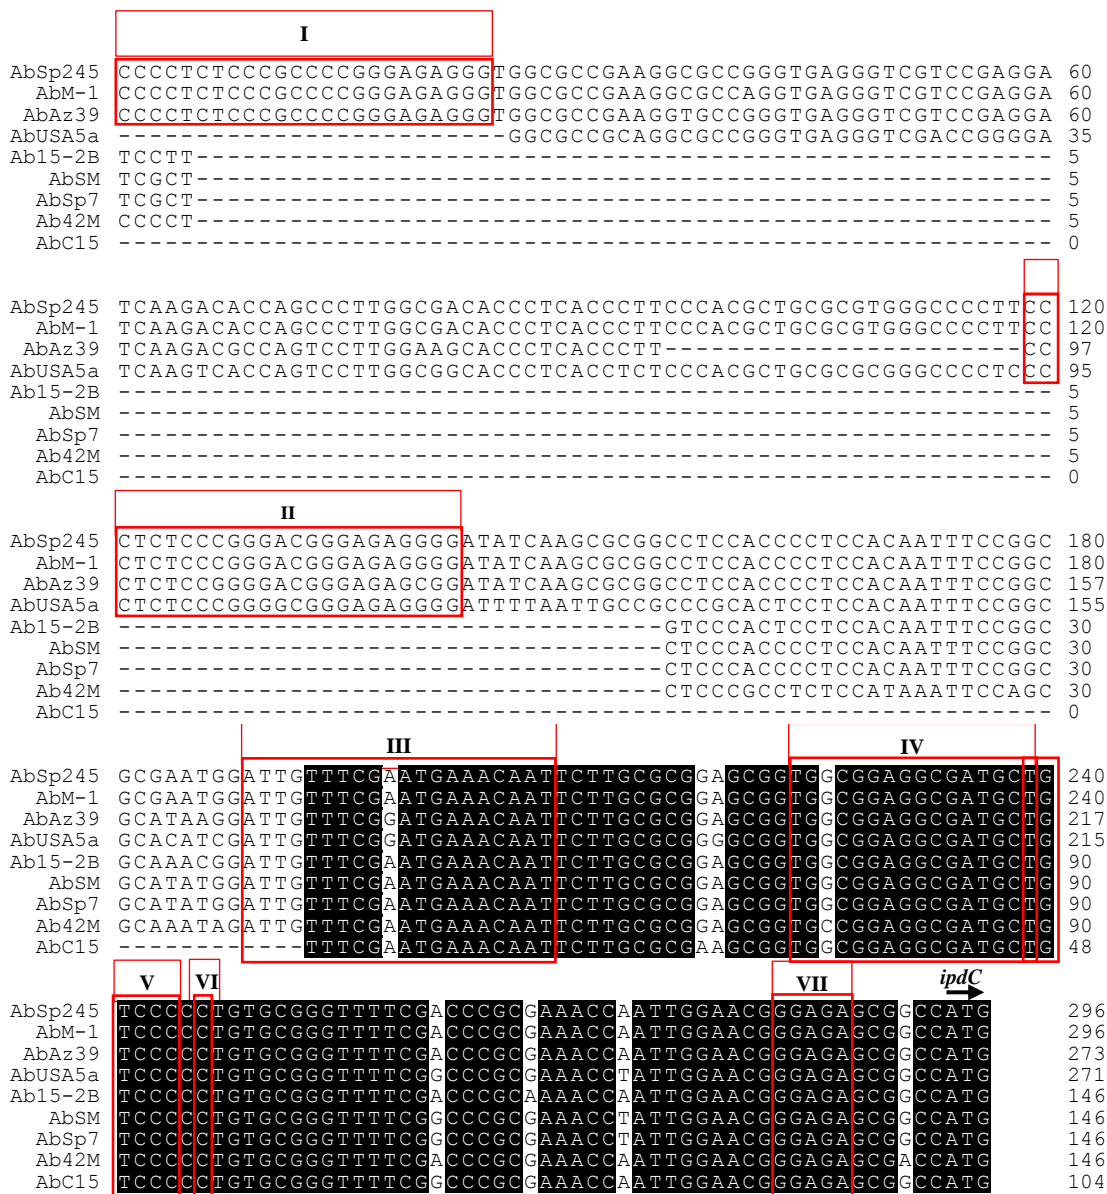 I
AbSp245 CCCCTCTCCCGCCCCGGGAGAGGGTGGCGCCGAAGGCGCCGGGTGAGGGTCGTCCGAGGA 60
AbM-1 CCCCTCTCCCGCCCCGGGAGAGGGTGGCGCCGAAGGCGCCAGGTGAGGGTCGTCCGAGGA 60
AbAz39 CCCCTCTCCCGCCCCGGGAGAGGGTGGCGCCGAAGGTGCCGGGTGAGGGTCGTCCGAGGA 60
AbUSA5a -------------------------GGCGCCGCAGGCGCCGGGTGAGGGTCGACCGGGGA 35
Ab15-2B TCCTT------------------------------------------------------- 5
AbSM TCGCT------------------------------------------------------- 5
AbSp7 TCGCT------------------------------------------------------- 5
Ab42M CCCCT------------------------------------------------------- 5
AbC15 ------------------------------------------------------------ 0
AbSp245 TCAAGACACCAGCCCTTGGCGACACCCTCACCCTTCCCACGCTGCGCGTGGGCCCCTTCC 120
AbM-1 TCAAGACACCAGCCCTTGGCGACACCCTCACCCTTCCCACGCTGCGCGTGGGCCCCTTCC 120
AbAz39 TCAAGACGCCAGTCCTTGGAAGCACCCTCACCCTT-----------------------CC 97
AbUSA5a TCAAGTCACCAGTCCTTGGCGGCACCCTCACCTCTCCCACGCTGCGCGCGGGCCCCTCCC 95
Ab15-2B ------------------------------------------------------------ 5
AbSM ------------------------------------------------------------ 5
AbSp7 ------------------------------------------------------------ 5
Ab42M ------------------------------------------------------------ 5
AbC15 ------------------------------------------------------------ 0
II
AbSp245 CTCTCCCGGGACGGGAGAGGGGATATCAAGCGCGGCCTCCACCCCTCCACAATTTCCGGC 180
AbM-1 CTCTCCCGGGACGGGAGAGGGGATATCAAGCGCGGCCTCCACCCCTCCACAATTTCCGGC 180
AbAz39 CTCTCCGGGGACGGGAGAGCGGATATCAAGCGCGGCCTCCACCCCTCCACAATTTCCGGC 157
AbUSA5a CTCTCCCGGGGCGGGAGAGGGGATTTTAATTGCCGCCCGCACTCCTCCACAATTTCCGGC 155
Ab15-2B -----------------------------------GTCCCACTCCTCCACAATTTCCGGC 30
AbSM -----------------------------------CTCCCACCCCTCCACAATTTCCGGC 30
AbSp7 -----------------------------------CTCCCACCCCTCCACAATTTCCGGC 30
Ab42M -----------------------------------CTCCCGCCTCTCCATAAATTCCAGC 30
AbC15 ------------------------------------------------------------ 0
III IV
AbSp245 GCGAATGGATTGTTTCGAATGAAACAATTCTTGCGCGGAGCGGTGGCGGAGGCGATGCTG 240
AbM-1 GCGAATGGATTGTTTCGAATGAAACAATTCTTGCGCGGAGCGGTGGCGGAGGCGATGCTG 240
AbAz39 GCATAAGGATTGTTTCGGATGAAACAATTCTTGCGCGGAGCGGTGGCGGAGGCGATGCTG 217
AbUSA5a GCACATCGATTGTTTCGGATGAAACAATTCTTGCGCGGGGCGGTGGCGGAGGCGATGCTG 215
Ab15-2B GCAAACGGATTGTTTCGAATGAAACAATTCTTGCGCGGAGCGGTGGCGGAGGCGATGCTG 90
AbSM GCATATGGATTGTTTCGAATGAAACAATTCTTGCGCGGAGCGGTGGCGGAGGCGATGCTG 90
AbSp7 GCATATGGATTGTTTCGAATGAAACAATTCTTGCGCGGAGCGGTGGCGGAGGCGATGCTG 90
Ab42M GCAAATAGATTGTTTCGAATGAAACAATTCTTGCGCGGAGCGGTGCCGGAGGCGATGCTG 90
AbC15 ------------TTTCGAATGAAACAATTCTTGCGCGAAGCGGTGGCGGAGGCGATGCTG 48
V VI VII ipdC
AbSp245 TCCCCCTGTGCGGGTTTTCGACCCGCGAAACCAATTGGAACGGGAGAGCGGCCATG 296
AbM-1 TCCCCCTGTGCGGGTTTTCGACCCGCGAAACCAATTGGAACGGGAGAGCGGCCATG 296
AbAz39 TCCCCCTGTGCGGGTTTTCGACCCGCGAAACCAATTGGAACGGGAGAGCGGCCATG 273
AbUSA5a TCCCCCTGTGCGGGTTTTCGGCCCGCGAAACCTATTGGAACGGGAGAGCGGCCATG 271
Ab15-2B TCCCCCTGTGCGGGTTTTCGACCCGCAAAACCAATTGGAACGGGAGAGCGGCCATG 146
AbSM TCCCCCTGTGCGGGTTTTCGGCCCGCGAAACCTATTGGAACGGGAGAGCGGCCATG 146
AbSp7 TCCCCCTGTGCGGGTTTTCGGCCCGCGAAACCTATTGGAACGGGAGAGCGGCCATG 146
Ab42M TCCCCCTGTGCGGGTTTTCGACCCGCGAAACCAATTGGAACGGGAGAGCGACCATG 146
AbC15 TCCCCCTGTGCGGGTTTTCGGCCCGCGAAACCAATTGGAACGGGAGAGCGGCCATG 104